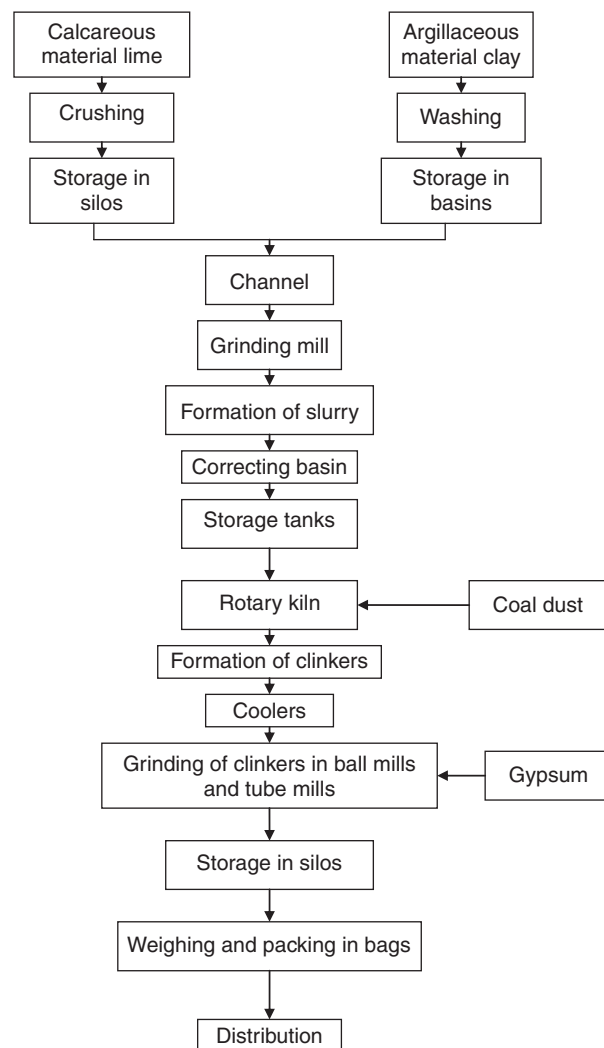 Calcareous
material lime
Argillaceous
material clay
Crushing
Washing
Storage in
silos
Storage in
basins
Channel
Grinding mill
Formation of slurry
Correcting basin
Storage tanks
Rotary kiln
Coal dust
Formation of clinkers
Coolers
Grinding of clinkers in ball mills
and tube mills
Gypsum
Storage in silos
Weighing and packing in bags
Distribution